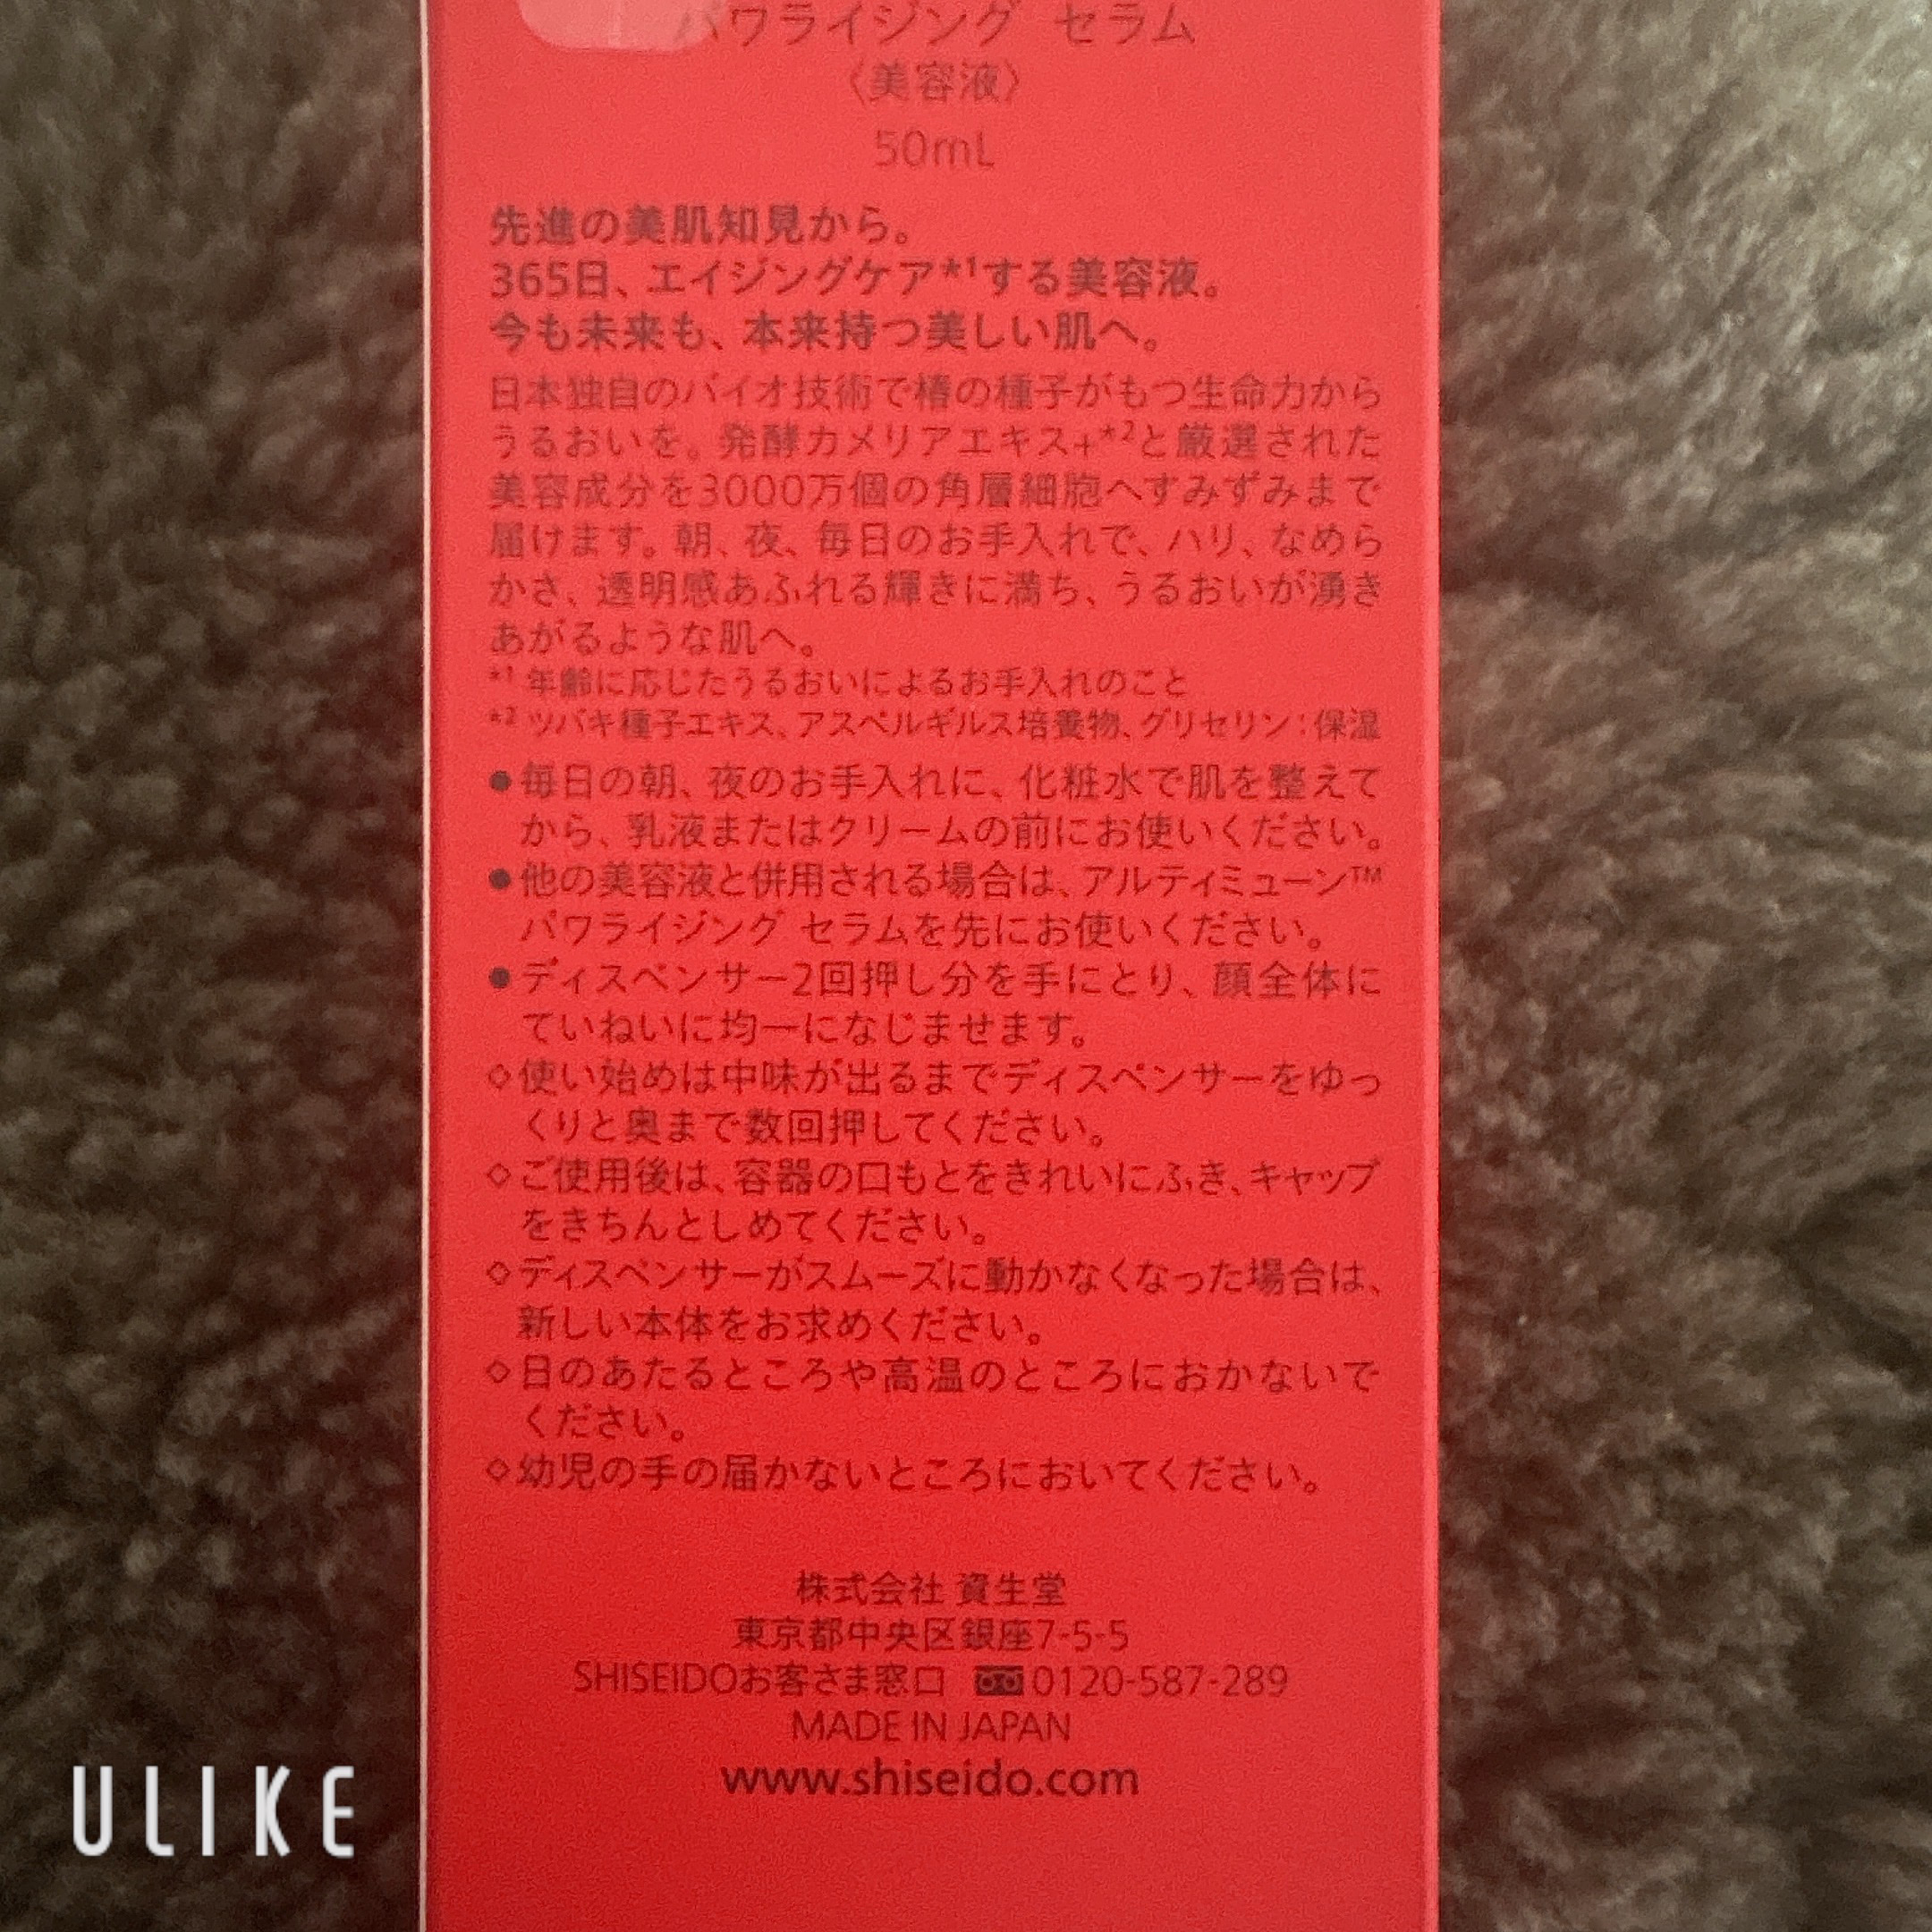 パワライジング セラム
〈美容液〉
50mL
先進の美肌知見から。
365日、エイジングケア*1する美容液。
今も未来も、本来持つ美しい肌へ。
日本独自のバイオ技術で椿の種子がもつ生命力から
うるおいを。発酵カメリアエキス+*2と厳選された
美容成分を3000万個の角層細胞へすみずみまで
届けます。朝、夜、毎日のお手入れで、ハリ、なめら
かさ、透明感あふれる輝きに満ち、うるおいが湧き
あがるような肌へ。
*1 年齢に応じたうるおいによるお手入れのこと
*2 ツバキ種子エキス、アスペルギルス培養物、グリセリン:保湿
●毎日の朝、夜のお手入れに、化粧水で肌を整えて
から、乳液またはクリームの前にお使いください。
●他の美容液と併用される場合は、アルティミューン™
パワライジング セラムを先にお使いください。
●ディスペンサー2回押し分を手にとり、顔全体に
ていねいに均一になじませます。
◇使い始めは中味が出るまでディスペンサーをゆっ
くりと奥まで数回押してください。
◇ご使用後は、容器の口もとをきれいにふき、キャップ
をきちんとしめてください。
◇ディスペンサーがスムーズに動かなくなった場合は、
新しい本体をお求めください。
◇日のあたるところや高温のところにおかないで
ください。
◇幼児の手の届かないところにおいてください。
株式会社 資生堂
東京都中央区銀座7-5-5
SHISEIDOお客さま窓口 0120-587-289
MADE IN JAPAN
www.shiseido.com
ULIKE